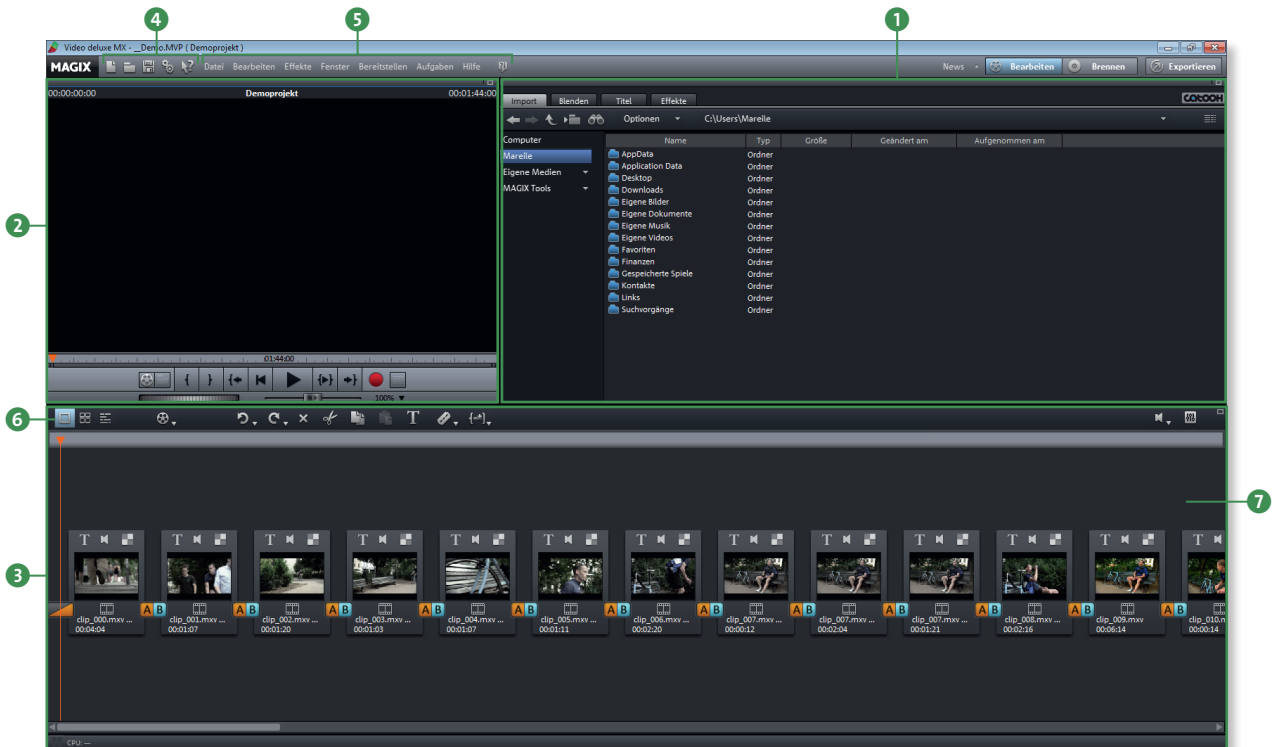 4
5
1
Video deluxe MX - __Demo.MVP ( Demoprojekt )
MAGIX Datei Bearbeiten Effekte Fenster Bereitstellen Aufgaben Hilfe
News Bearbeiten Brennen Exportieren
00:00:00:00 Demoprojekt 00:01:44:00
Import Blenden Titel Effekte
Optionen C:\Users\Marelle
Computer
Marelle
Eigene Medien
MAGIX Tools
Name Typ Größe Geändert am Aufgenommen am
AppData Ordner
Application Data Ordner
Desktop Ordner
Downloads Ordner
Eigene Bilder Ordner
Eigene Dokumente Ordner
Eigene Musik Ordner
Eigene Videos Ordner
Favoriten Ordner
Finanzen Ordner
Gespeicherte Spiele Ordner
Kontakte Ordner
Links Ordner
Suchvorgänge Ordner
2
01:44:00
100%
6
T
7
T T T T T T T T T T T T T
3
A B A B A B A B A B A B A B A B A B A B A B A B
clip_000.mxv ... clip_001.mxv ... clip_002.mxv ... clip_003.mxv ... clip_004.mxv ... clip_005.mxv ... clip_006.mxv ... clip_007.mxv ... clip_007.mxv ... clip_007.mxv ... clip_008.mxv ... clip_009.mxv clip_010.m
00:04:04 00:01:07 00:01:20 00:01:03 00:01:07 00:01:11 00:02:20 00:00:12 00:02:04 00:01:21 00:02:16 00:06:14 00:00:14
CPU: —